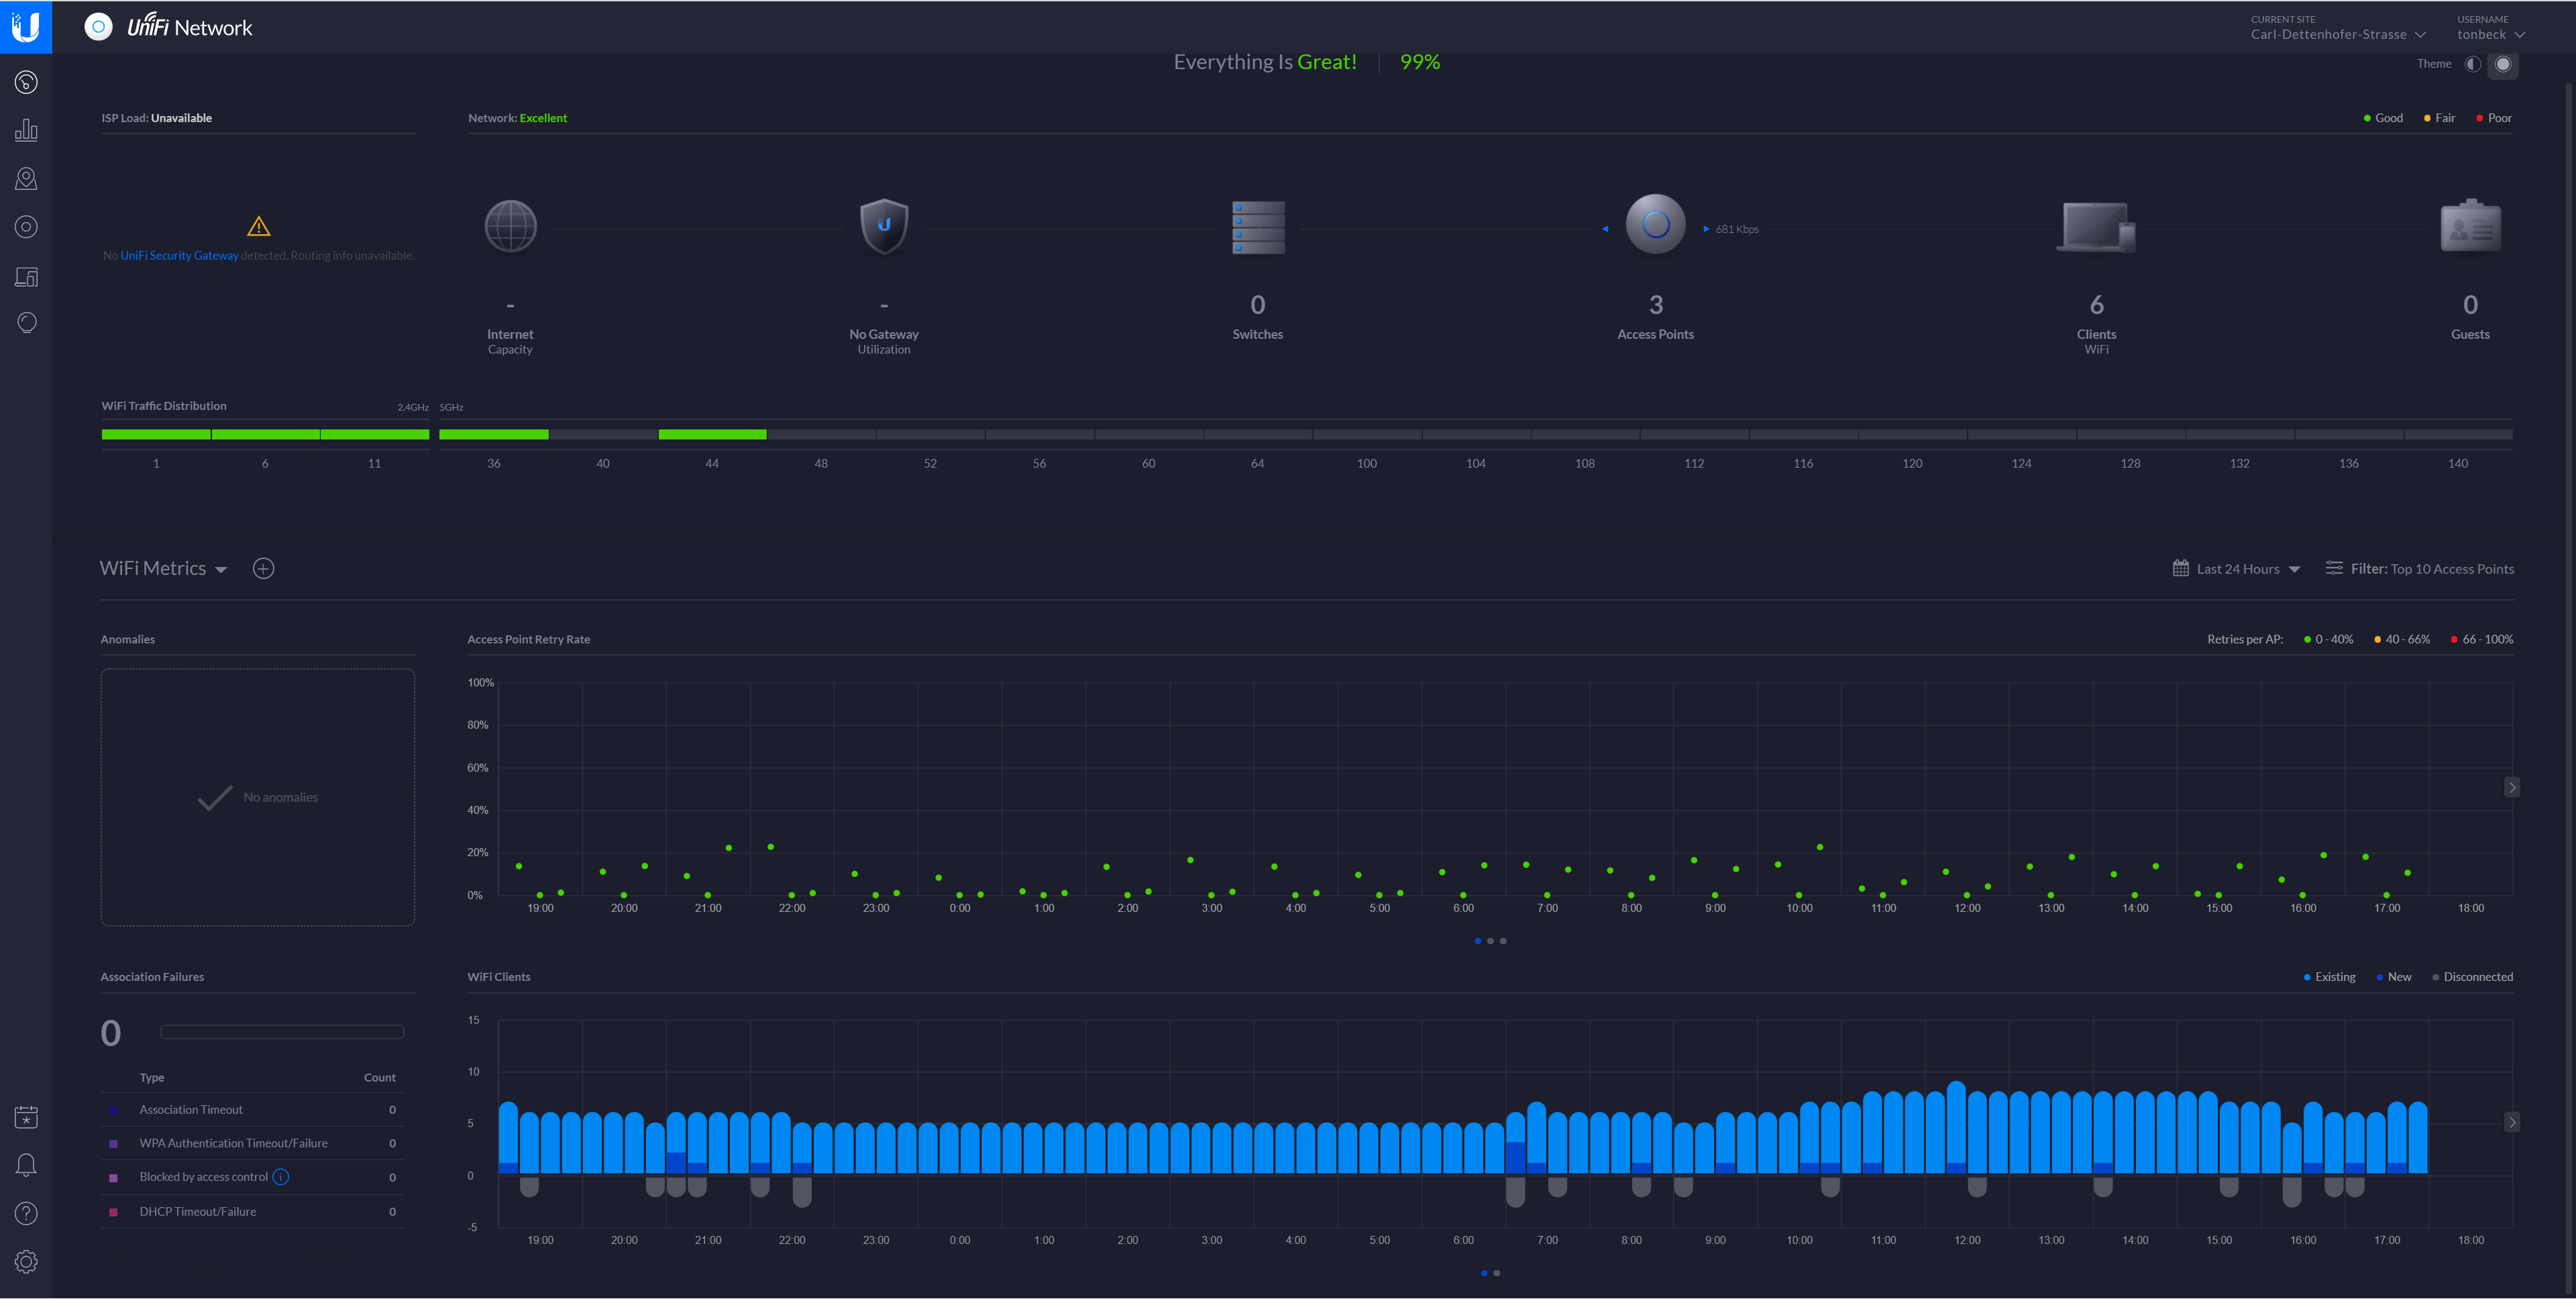 UniFi Network
CURRENT SITE
Carl-Dettenhofer-Strasse
USERNAME
tonbeck
Everything Is Great! 99%
Theme
ISP Load: Unavailable
Network: Excellent
Good Fair Poor
No UniFi Security Gateway detected. Routing info unavailable.
681 Kbps
- - 0 3 6 0
Internet No Gateway Switches Access Points Clients Guests
Capacity Utilization WiFi
WiFi Traffic Distribution 2.4GHz 5GHz
1 6 11 36 40 44 48 52 56 60 64 100 104 108 112 116 120 124 128 132 136 140
WiFi Metrics
Last 24 Hours
Filter: Top 10 Access Points
Anomalies
No anomalies
Access Point Retry Rate
Retries per AP: 0 - 40% 40 - 66% 66 - 100%
100%
80%
60%
40%
20%
0%
19:00 20:00 21:00 22:00 23:00 0:00 1:00 2:00 3:00 4:00 5:00 6:00 7:00 8:00 9:00 10:00 11:00 12:00 13:00 14:00 15:00 16:00 17:00 18:00
Association Failures
0
Type Count
Association Timeout 0
WPA Authentication Timeout/Failure 0
Blocked by access control 0
DHCP Timeout/Failure 0
WiFi Clients
Existing New Disconnected
15
10
5
0
-5
19:00 20:00 21:00 22:00 23:00 0:00 1:00 2:00 3:00 4:00 5:00 6:00 7:00 8:00 9:00 10:00 11:00 12:00 13:00 14:00 15:00 16:00 17:00 18:00